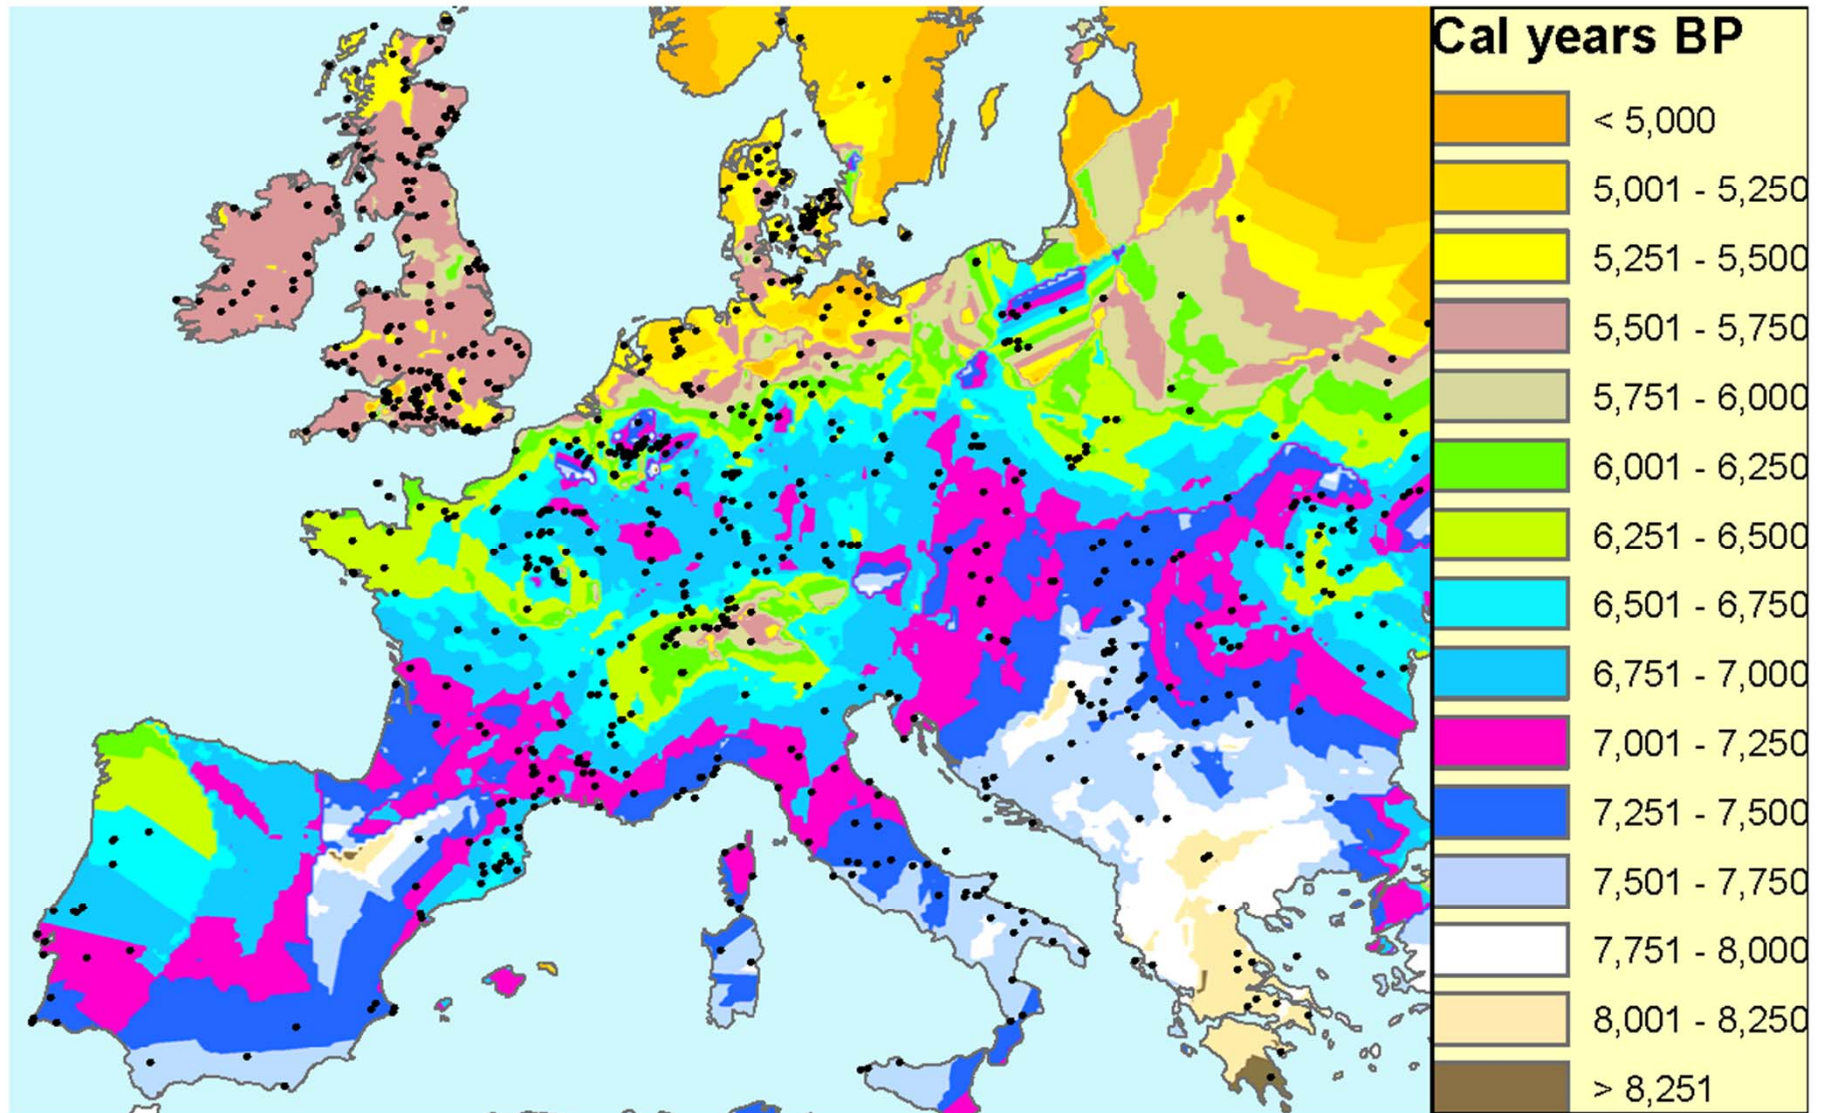 Cal years BP
< 5,000
5,001 - 5,250
5,251 - 5,500
5,501 - 5,750
5,751 - 6,000
6,001 - 6,250
6,251 - 6,500
6,501 - 6,750
6,751 - 7,000
7,001 - 7,250
7,251 - 7,500
7,501 - 7,750
7,751 - 8,000
8,001 - 8,250
> 8,251